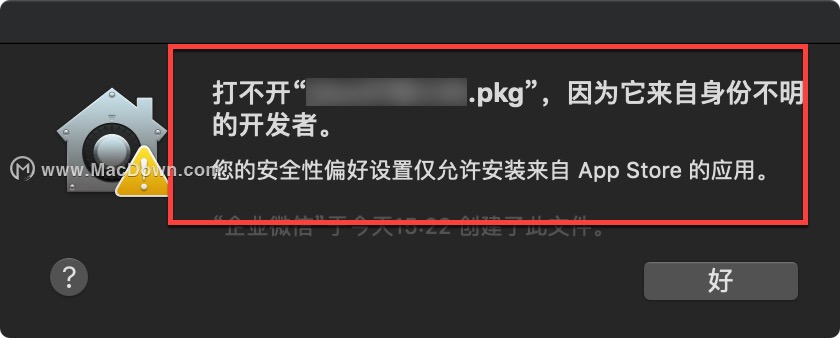 打不开“.pkg”，因为它来自身份不明
的开发者。
www.MacDown.com
您的安全性偏好设置仅允许安装来自 App Store 的应用。
“企业微信”于今天15:22 创建了此文件。
?
好